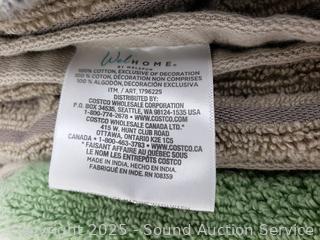 Wel HOME®
BY WELSPUN
100% COTTON, EXCLUSIVE OF DECORATION
100% COTON, DÉCORATION NON COMPRISES
100% ALGODÓN, DECORACIÓN EXCLUSIVA
ITM. / ART. 1796225
DISTRIBUTED BY:
COSTCO WHOLESALE CORPORATION
P.O. BOX 34535, SEATTLE, WA 98124-1535 USA
1-800-774-2678 • WWW.COSTCO.COM
COSTCO WHOLESALE CANADA LTD.*
415 W. HUNT CLUB ROAD
OTTAWA, ONTARIO K2E 1C5
CANADA • 1-800-463-3783 • WWW.COSTCO.CA
* FAISANT AFFAIRE AU QUÉBEC SOUS
LE NOM LES ENTREPÔTS COSTCO
MADE IN INDIA. HECHO EN INDIA.
FABRIQUÉ EN INDE. RN 108359
Copyright 2025 - Sound Auction Service